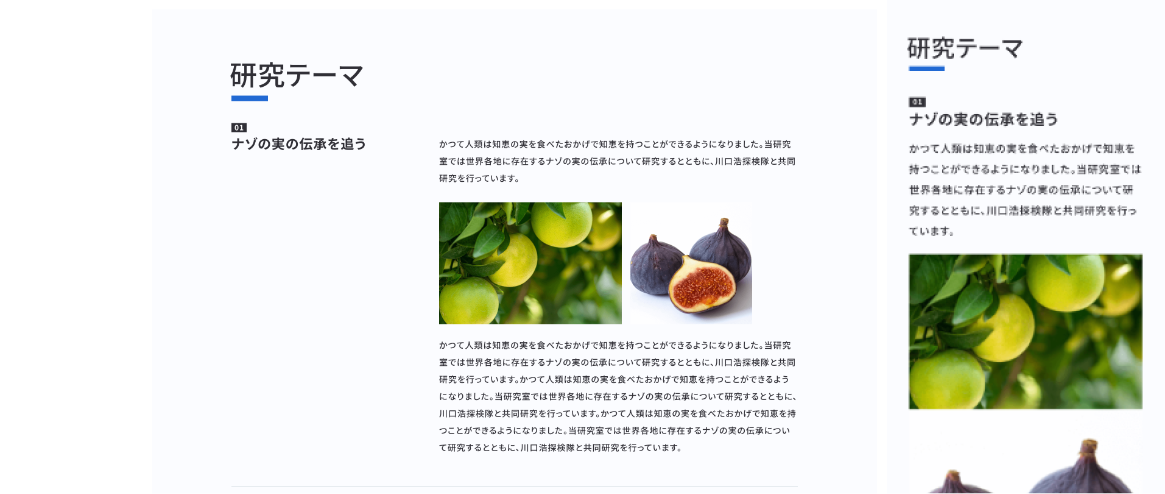 研究テーマ
01
ナゾの実の伝承を追う
かつて人類は知恵の実を食べたおかげで知恵を持つことができるようになりました。当研究
室では世界各地に存在するナゾの実の伝承について研究するとともに、川口浩探検隊と共同
研究を行っています。
かつて人類は知恵の実を食べたおかげで知恵を持つことができるようになりました。当研究
室では世界各地に存在するナゾの実の伝承について研究するとともに、川口浩探検隊と共同
研究を行っています。かつて人類は知恵の実を食べたおかげで知恵を持つことができるよう
になりました。当研究室では世界各地に存在するナゾの実の伝承について研究するとともに、
川口浩探検隊と共同研究を行っています。かつて人類は知恵の実を食べたおかげで知恵を持
つことができるようになりました。当研究室では世界各地に存在するナゾの実の伝承につい
て研究するとともに、川口浩探検隊と共同研究を行っています。
研究テーマ
01
ナゾの実の伝承を追う
かつて人類は知恵の実を食べたおかげで知恵を
持つことができるようになりました。当研究室では
世界各地に存在するナゾの実の伝承について研
究するとともに、川口浩探検隊と共同研究を行っ
ています。